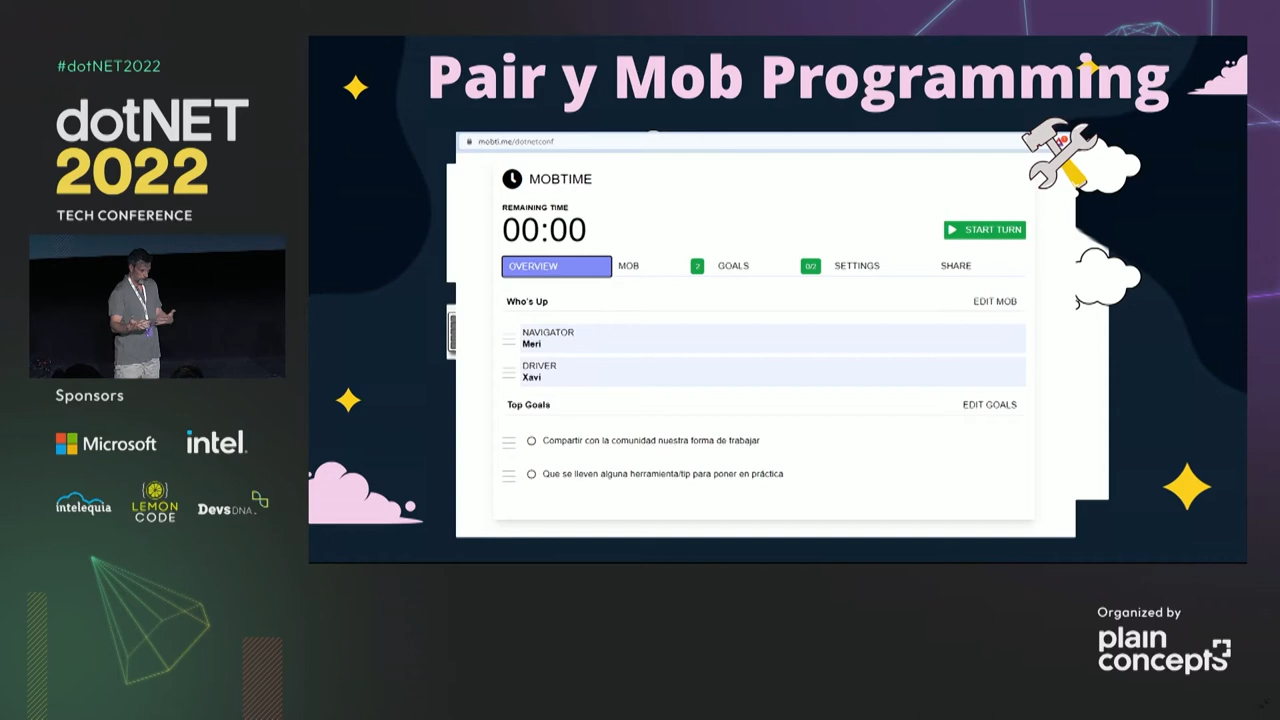 #dotNET2022
dotNET
2022
TECH CONFERENCE
Sponsors
Microsoft
intel.
intelequia
LEMON
CODE
DevsDNA
Pair y Mob Programming
mobti.me/dotnetconf
MOBTIME
REMAINING TIME
00:00
START TURN
OVERVIEW MOB 2 GOALS 0/2 SETTINGS SHARE
Who's Up EDIT MOB
NAVIGATOR
Meri
DRIVER
Xavi
Top Goals EDIT GOALS
Compartir con la comunidad nuestra forma de trabajar
Que se lleven alguna herramienta/tip para poner en práctica
Organized by
plain
concepts